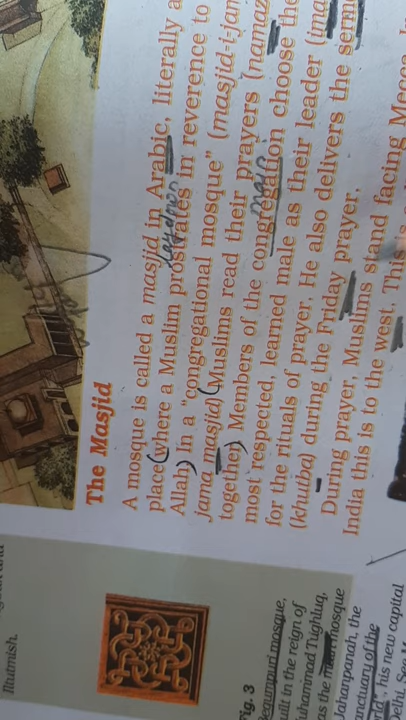 The Masjid
A mosque is called a masjid in Arabic, literally a
place where a Muslim prostrates in reverence to
Allah. In a "congregational mosque" (masjid-i-jami
jama masjid) Muslims read their prayers (namaz
together. Members of the congregation choose the
most respected, learned male as their leader (imam
for the rituals of prayer. He also delivers the sermon
(khutba) during the Friday prayer.
During prayer, Muslims stand facing Mecca. In
India this is to the west. This is
Iltutmish.
Fig. 3
Begumpuri mosque,
built in the reign of
Muhammad Tughluq,
was the main mosque
Jahanpanah, the
sanctuary of the
his new capital
Delhi. See